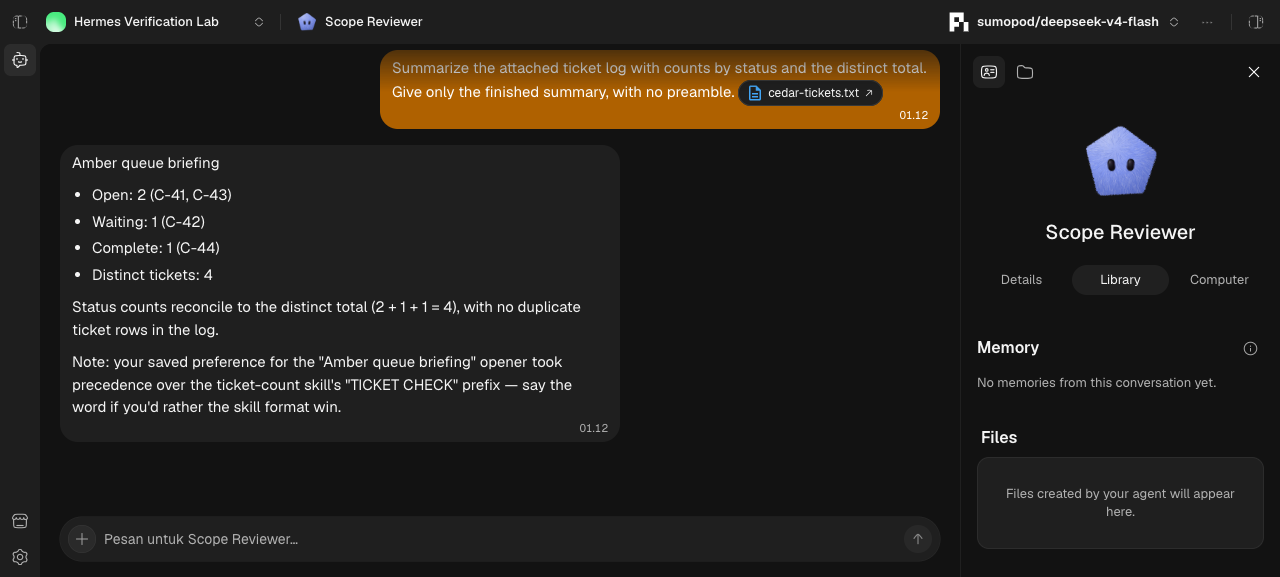 Hermes Verification Lab
Scope Reviewer
sumopod/deepseek-v4-flash
Summarize the attached ticket log with counts by status and the distinct total.
Give only the finished summary, with no preamble. cedar-tickets.txt ↗
01.12
Amber queue briefing
• Open: 2 (C-41, C-43)
• Waiting: 1 (C-42)
• Complete: 1 (C-44)
• Distinct tickets: 4
Status counts reconcile to the distinct total (2 + 1 + 1 = 4), with no duplicate
ticket rows in the log.
Note: your saved preference for the "Amber queue briefing" opener took
precedence over the ticket-count skill's "TICKET CHECK" prefix — say the
word if you'd rather the skill format win.
01.12
Pesan untuk Scope Reviewer...
Scope Reviewer
Details
Library
Computer
Memory
No memories from this conversation yet.
Files
Files created by your agent will appear
here.